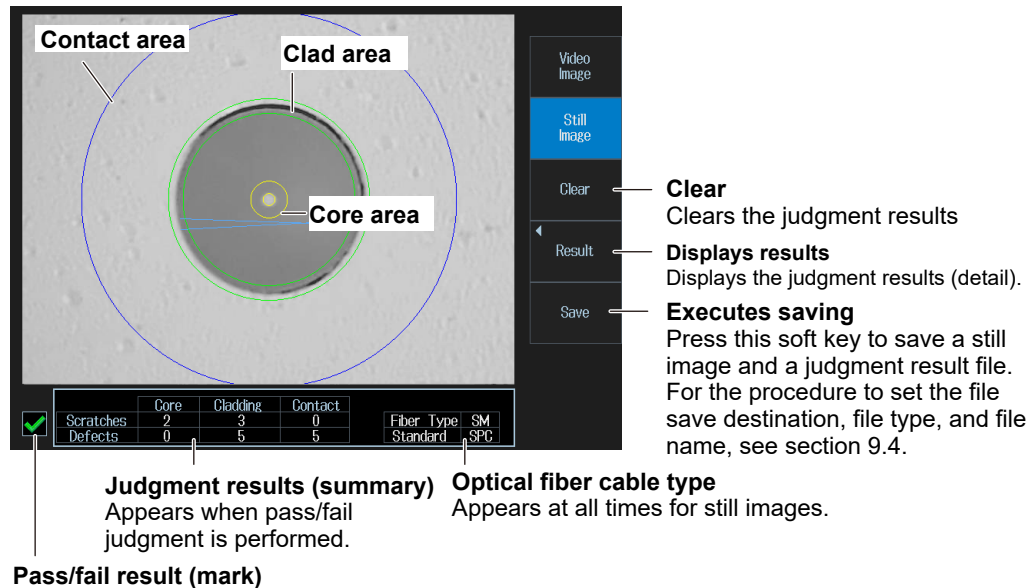 Contact area
Clad area
Core area
Video
Image
Still
Image
Clear
Result
Save
Clear
Clears the judgment results
Displays results
Displays the judgment results (detail).
Executes saving
Press this soft key to save a still
image and a judgment result file.
For the procedure to set the file
save destination, file type, and file
name, see section 9.4.
Core Cladding Contact
Scratches 2 3 0 Fiber Type SM
Defects 0 5 5 Standard SPC
Judgment results (summary)
Appears when pass/fail
judgment is performed.
Optical fiber cable type
Appears at all times for still images.
Pass/fail result (mark)